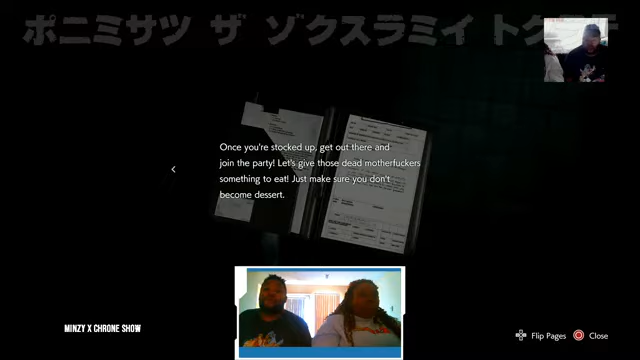 ポニミサツ ザ ゾクスラミイ トク
Once you're stocked up, get out there and
join the party! Let's give those dead motherfuckers
something to eat! Just make sure you don't
become dessert.
MINZY X CHRONE SHOW
Flip Pages
Close